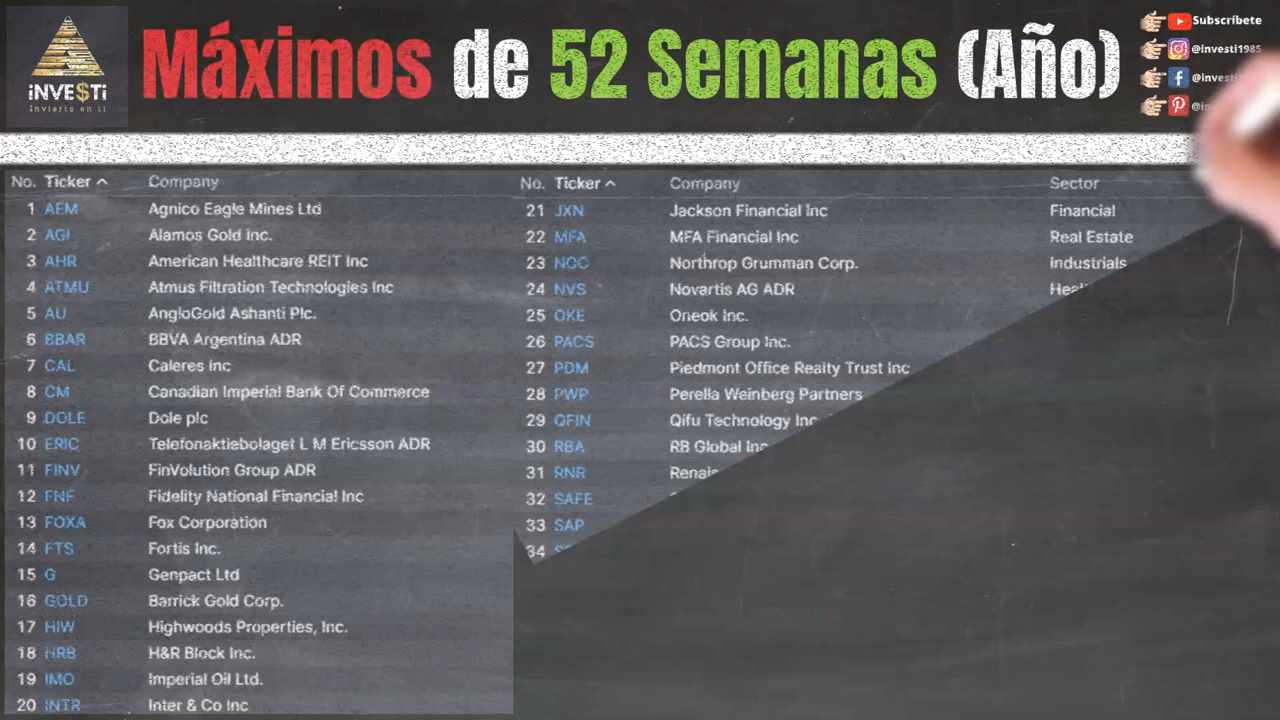 iNVE$Ti
Invierte en ti
Máximos de 52 Semanas (Año)
Subscríbete
@investi1985
@investi
No. Ticker Company
1 AEM Agnico Eagle Mines Ltd
2 AGI Alamos Gold Inc.
3 AHR American Healthcare REIT Inc
4 ATMU Atmus Filtration Technologies Inc
5 AU AngloGold Ashanti Plc.
6 BBAR BBVA Argentina ADR
7 CAL Caleres Inc
8 CM Canadian Imperial Bank Of Commerce
9 DOLE Dole plc
10 ERIC Telefonaktiebolaget L M Ericsson ADR
11 FINV FinVolution Group ADR
12 FNF Fidelity National Financial Inc
13 FOXA Fox Corporation
14 FTS Fortis Inc.
15 G Genpact Ltd
16 GOLD Barrick Gold Corp.
17 HIW Highwoods Properties, Inc.
18 HRB H&R Block Inc.
19 IMO Imperial Oil Ltd.
20 INTR Inter & Co Inc
No. Ticker Company Sector
21 JXN Jackson Financial Inc Financial
22 MFA MFA Financial Inc Real Estate
23 NOC Northrop Grumman Corp. Industrials
24 NVS Novartis AG ADR
25 OKE Oneok Inc.
26 PACS PACS Group Inc.
27 PDM Piedmont Office Realty Trust Inc
28 PWP Perella Weinberg Partners
29 QFIN Qifu Technology Inc
30 RBA RB Global Inc
31 RNR
32 SAFE
33 SAP
34